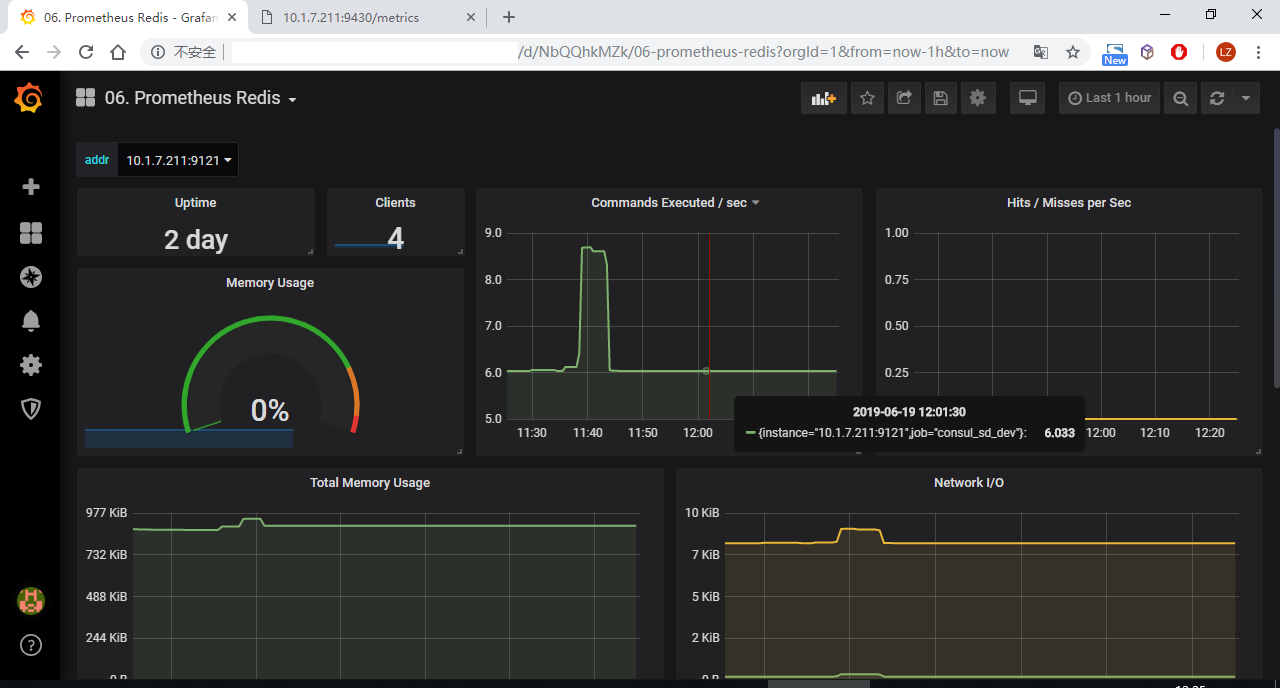 06. Prometheus Redis - Grafan
10.1.7.211:9430/metrics
不安全
/d/NbQQhkMZk/06-prometheus-redis?orgId=1&from=now-1h&to=now
New
LZ
06. Prometheus Redis
Last 1 hour
addr 10.1.7.211:9121
Uptime
2 day
Clients
4
Memory Usage
0%
Commands Executed / sec
9.0
8.0
7.0
6.0
5.0
11:30 11:40 11:50 12:00
Hits / Misses per Sec
1.00
0.75
0.50
0.25
12:00 12:10 12:20
2019-06-19 12:01:30
{instance="10.1.7.211:9121",job="consul_sd_dev"}: 6.033
Total Memory Usage
977 KiB
732 KiB
488 KiB
244 KiB
0 B
Network I/O
10 KiB
7 KiB
5 KiB
2 KiB
0 B